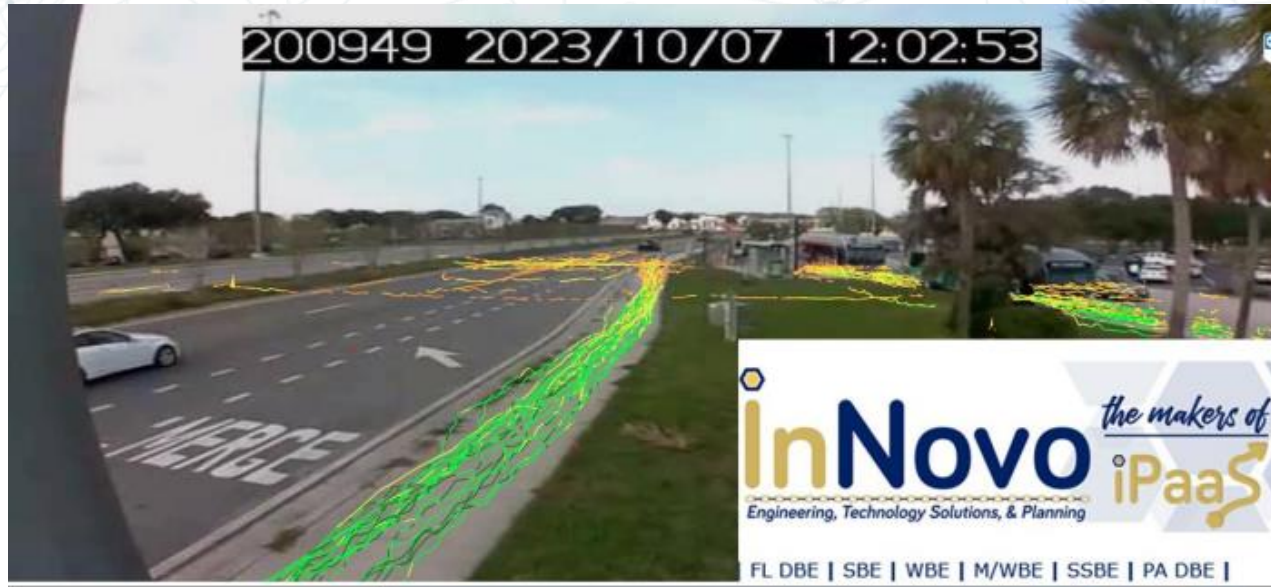 200949 2023/10/07 12:02:53
MERGE
inNovo
Engineering, Technology Solutions, & Planning
the makers of
iPaaS
FL DBE | SBE | WBE | M/WBE | SSBE | PA DBE |